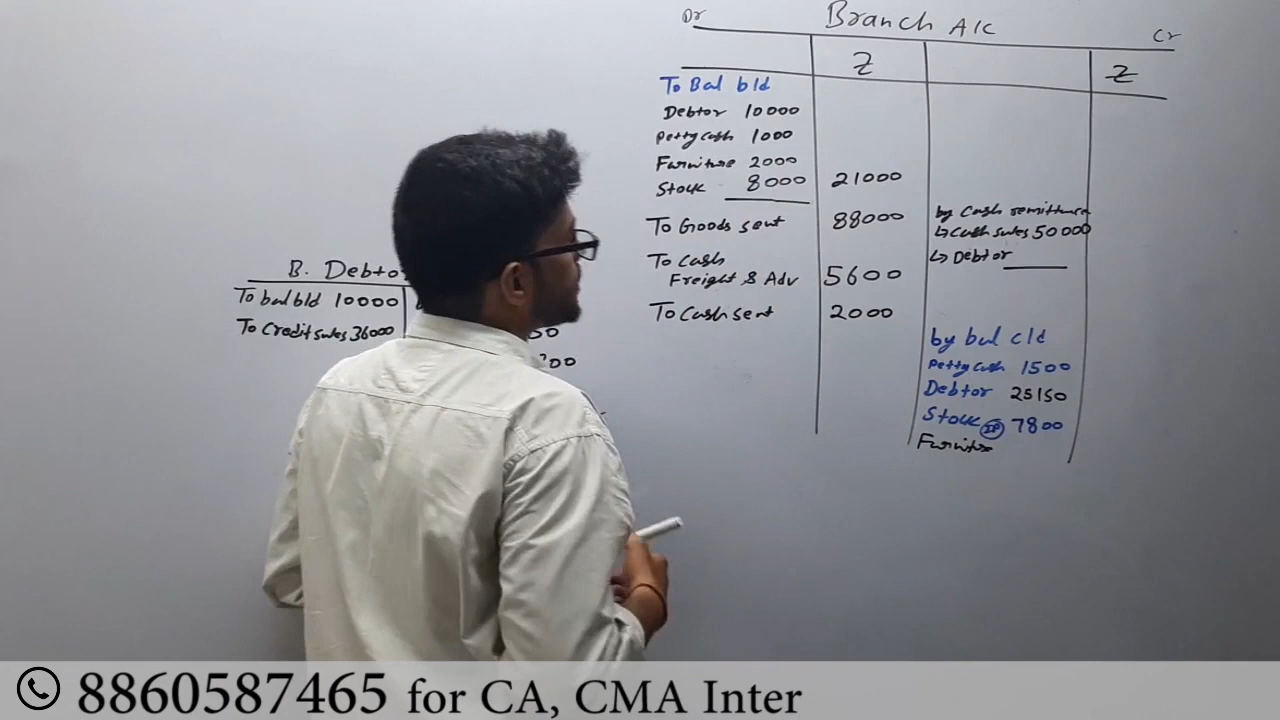 Dr Branch A/C Cr
₹ ₹
To Bal b/d
Debtor 10000
Petty cash 1000
Furniture 2000
Stock 8000 21000
To Goods sent 88000
To cash
Freight & Adv 5600
To Cash sent 2000
by Cash remittance
↳ Cash sales 50000
↳ Debtor
by bal c/d
Petty cash 1500
Debtor 25150
Stock 7800
Furniture
B. Debto
To bal b/d 10000
To Credit sales 36000
50
00
8860587465 for CA, CMA Inter